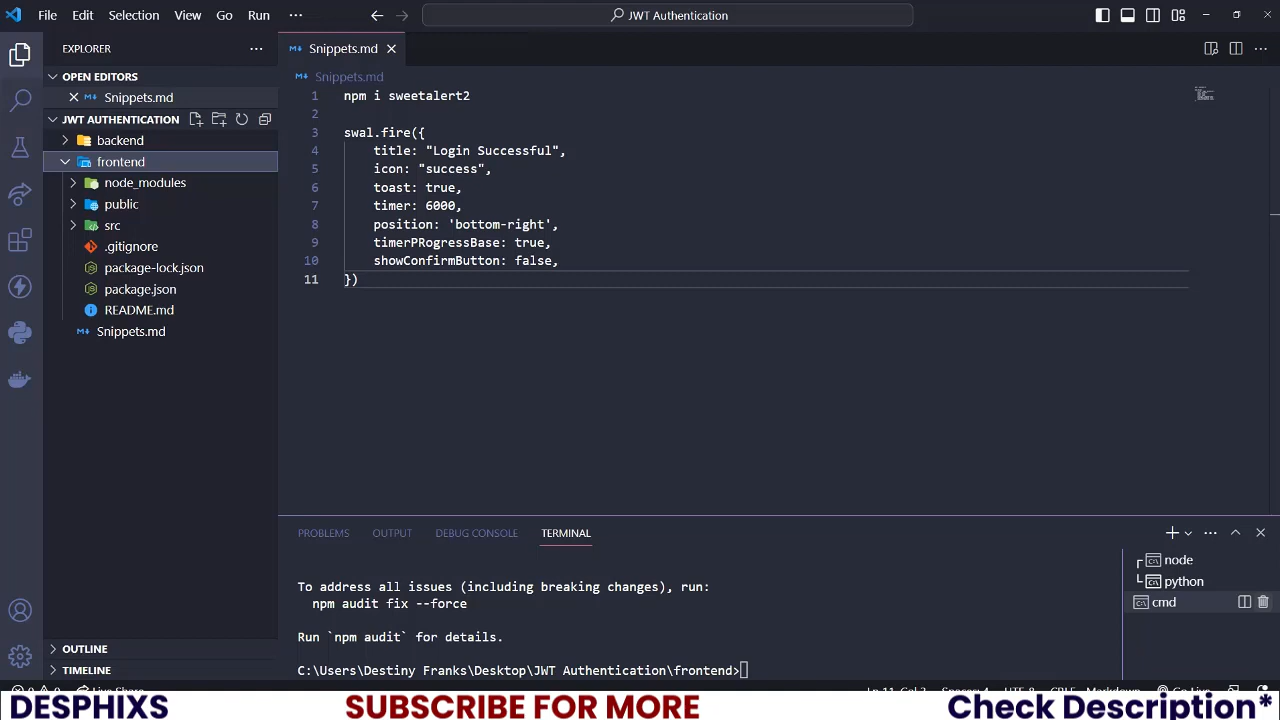 File Edit Selection View Go Run ··· JWT Authentication
EXPLORER ···
Snippets.md
OPEN EDITORS
Snippets.md
JWT AUTHENTICATION
backend
frontend
node_modules
public
src
.gitignore
package-lock.json
package.json
README.md
Snippets.md
OUTLINE
TIMELINE
Snippets.md
1 npm i sweetalert2
2
3 swal.fire({
4 title: "Login Successful",
5 icon: "success",
6 toast: true,
7 timer: 6000,
8 position: 'bottom-right',
9 timerPRogressBase: true,
10 showConfirmButton: false,
11 })
PROBLEMS OUTPUT DEBUG CONSOLE TERMINAL
To address all issues (including breaking changes), run:
npm audit fix --force
Run `npm audit` for details.
C:\Users\Destiny Franks\Desktop\JWT Authentication\frontend>
node
python
cmd
DESPHIXS SUBSCRIBE FOR MORE Check Description*